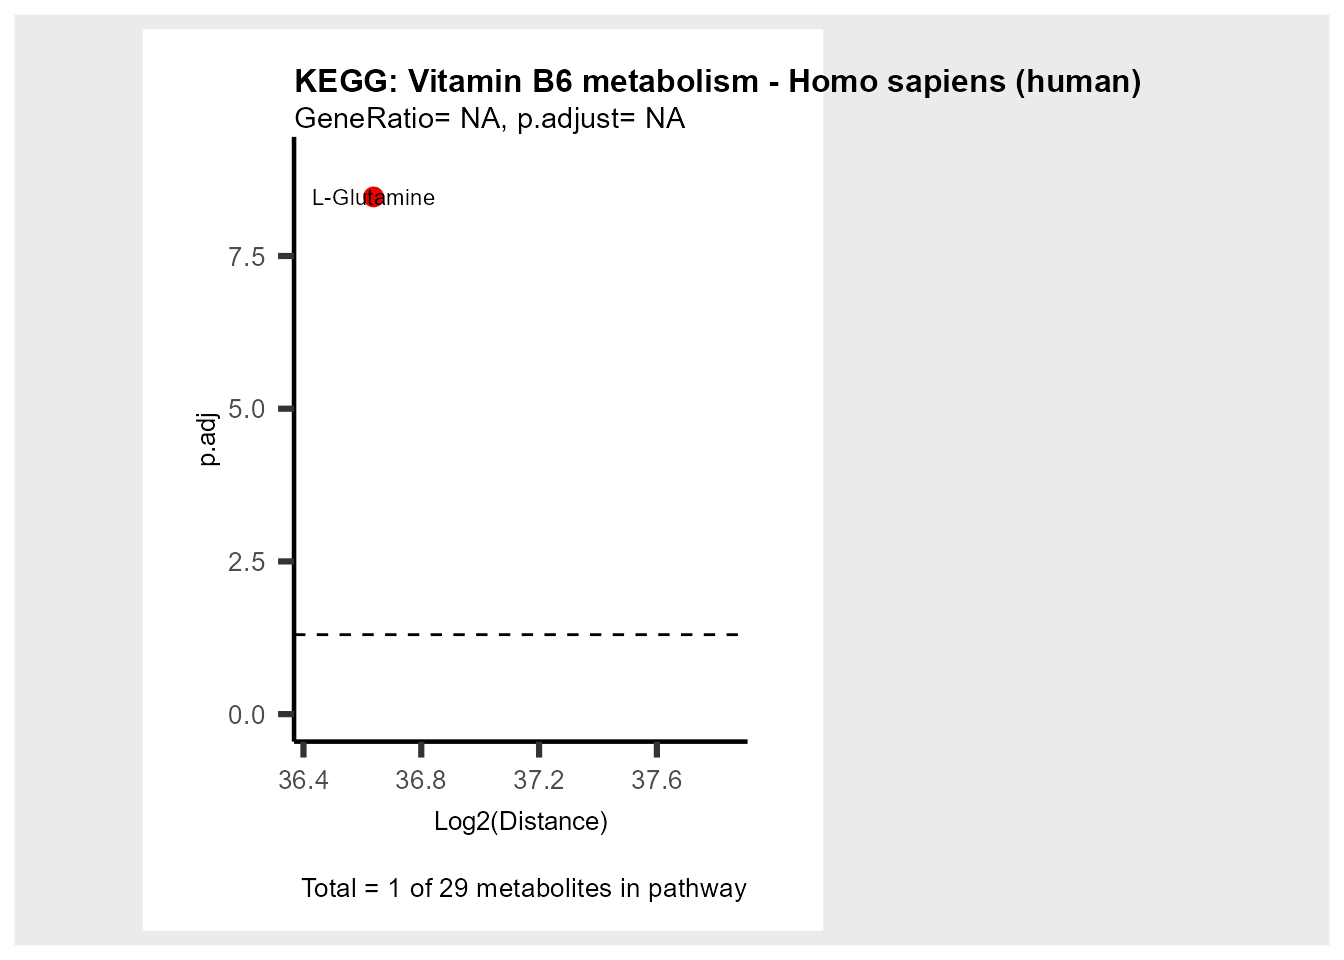 KEGG: Vitamin B6 metabolism - Homo sapiens (human)
GeneRatio= NA, p.adjust= NA
L-Glutamine
7.5
5.0
2.5
0.0
p.adj
36.4 36.8 37.2 37.6
Log2(Distance)
Total = 1 of 29 metabolites in pathway